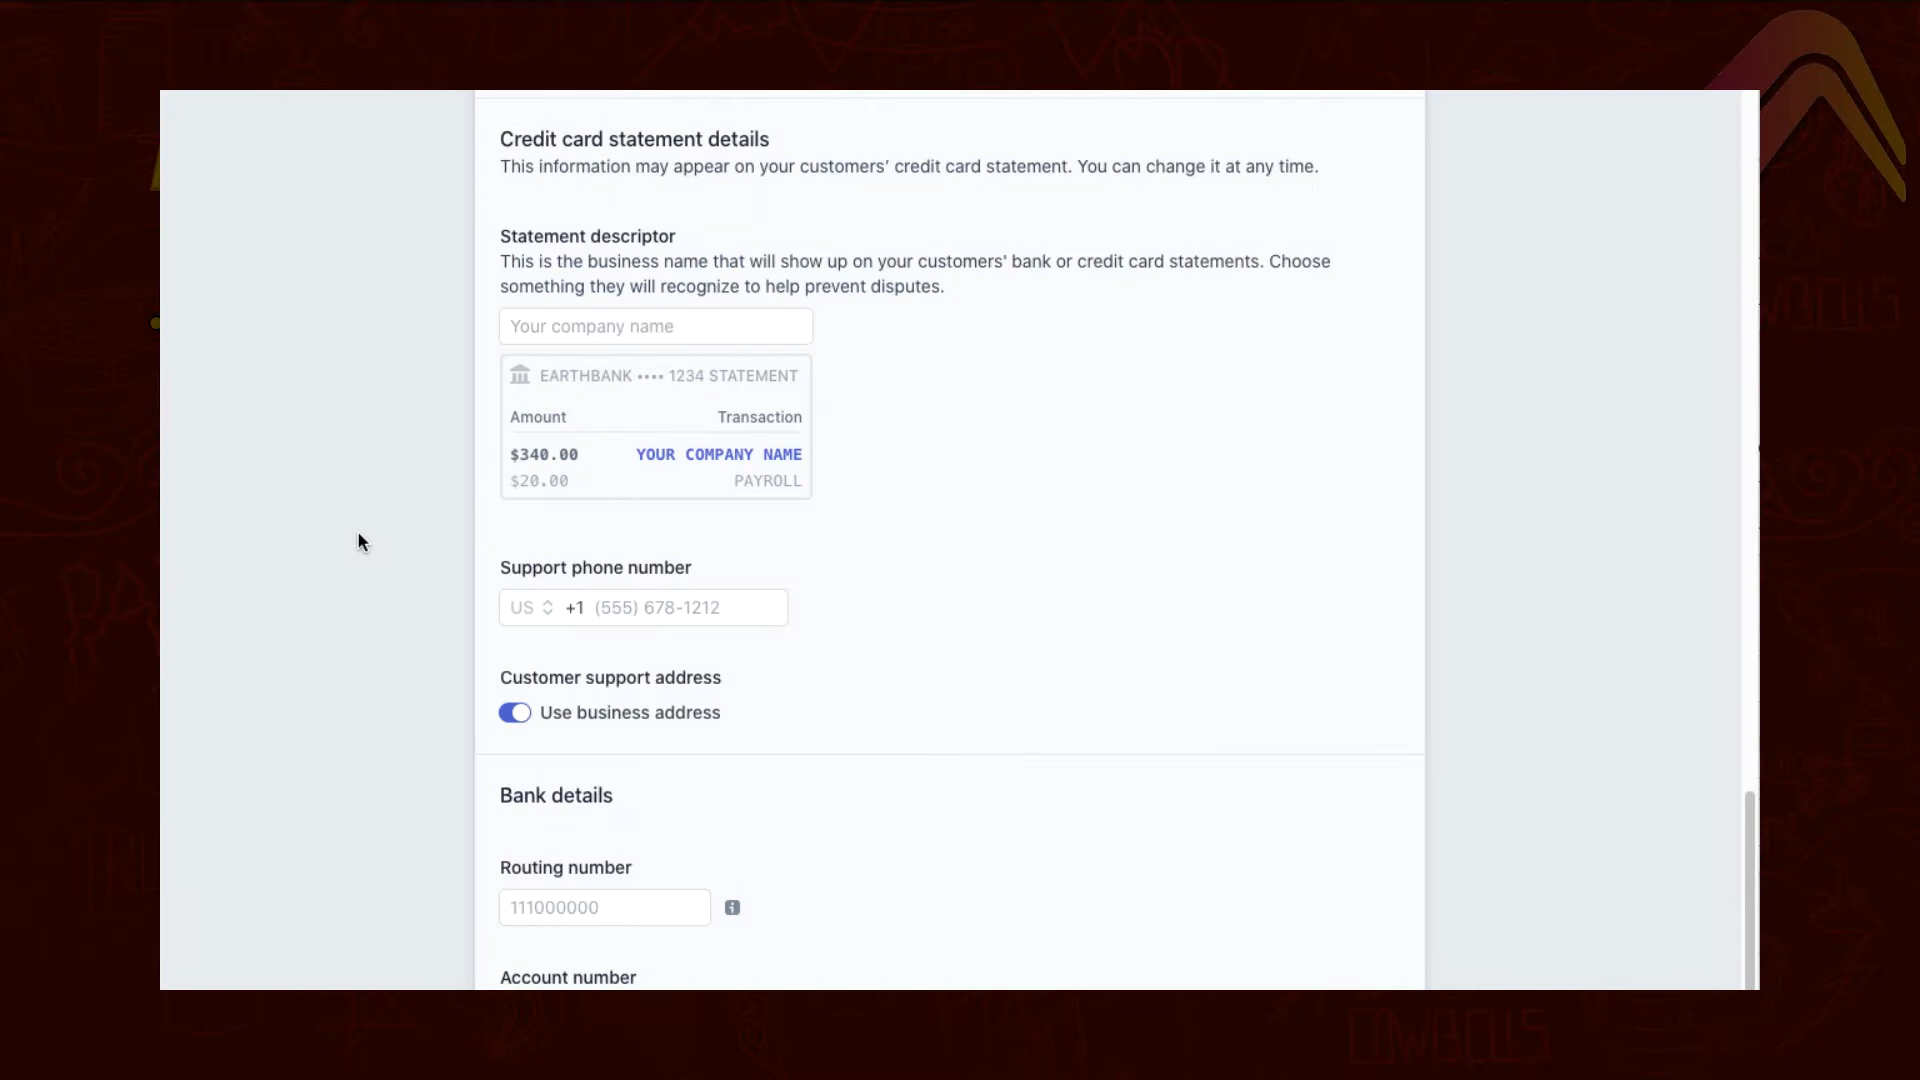 Credit card statement details
This information may appear on your customers’ credit card statement. You can change it at any time.
Statement descriptor
This is the business name that will show up on your customers' bank or credit card statements. Choose
something they will recognize to help prevent disputes.
Your company name
EARTHBANK •••• 1234 STATEMENT
Amount Transaction
$340.00 YOUR COMPANY NAME
$20.00 PAYROLL
Support phone number
US +1 (555) 678-1212
Customer support address
Use business address
Bank details
Routing number
111000000
Account number